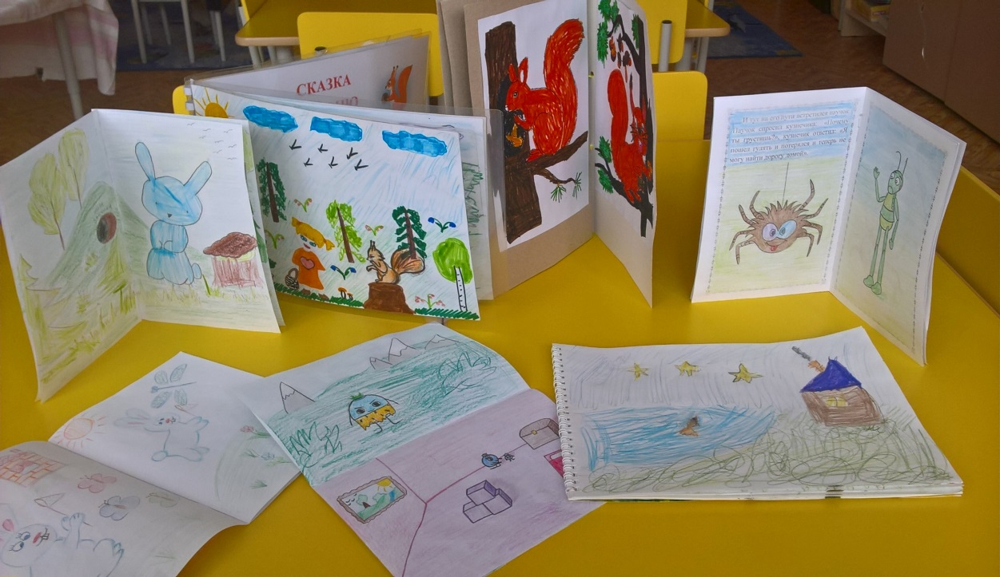 СКАЗКА
И тут на его пути встретился паучок.
Паучок спросил кузнечика: «Почему
ты грустишь?», кузнечик ответил: «Я
пошел гулять и потерялся и теперь не
могу найти дорогу домой».